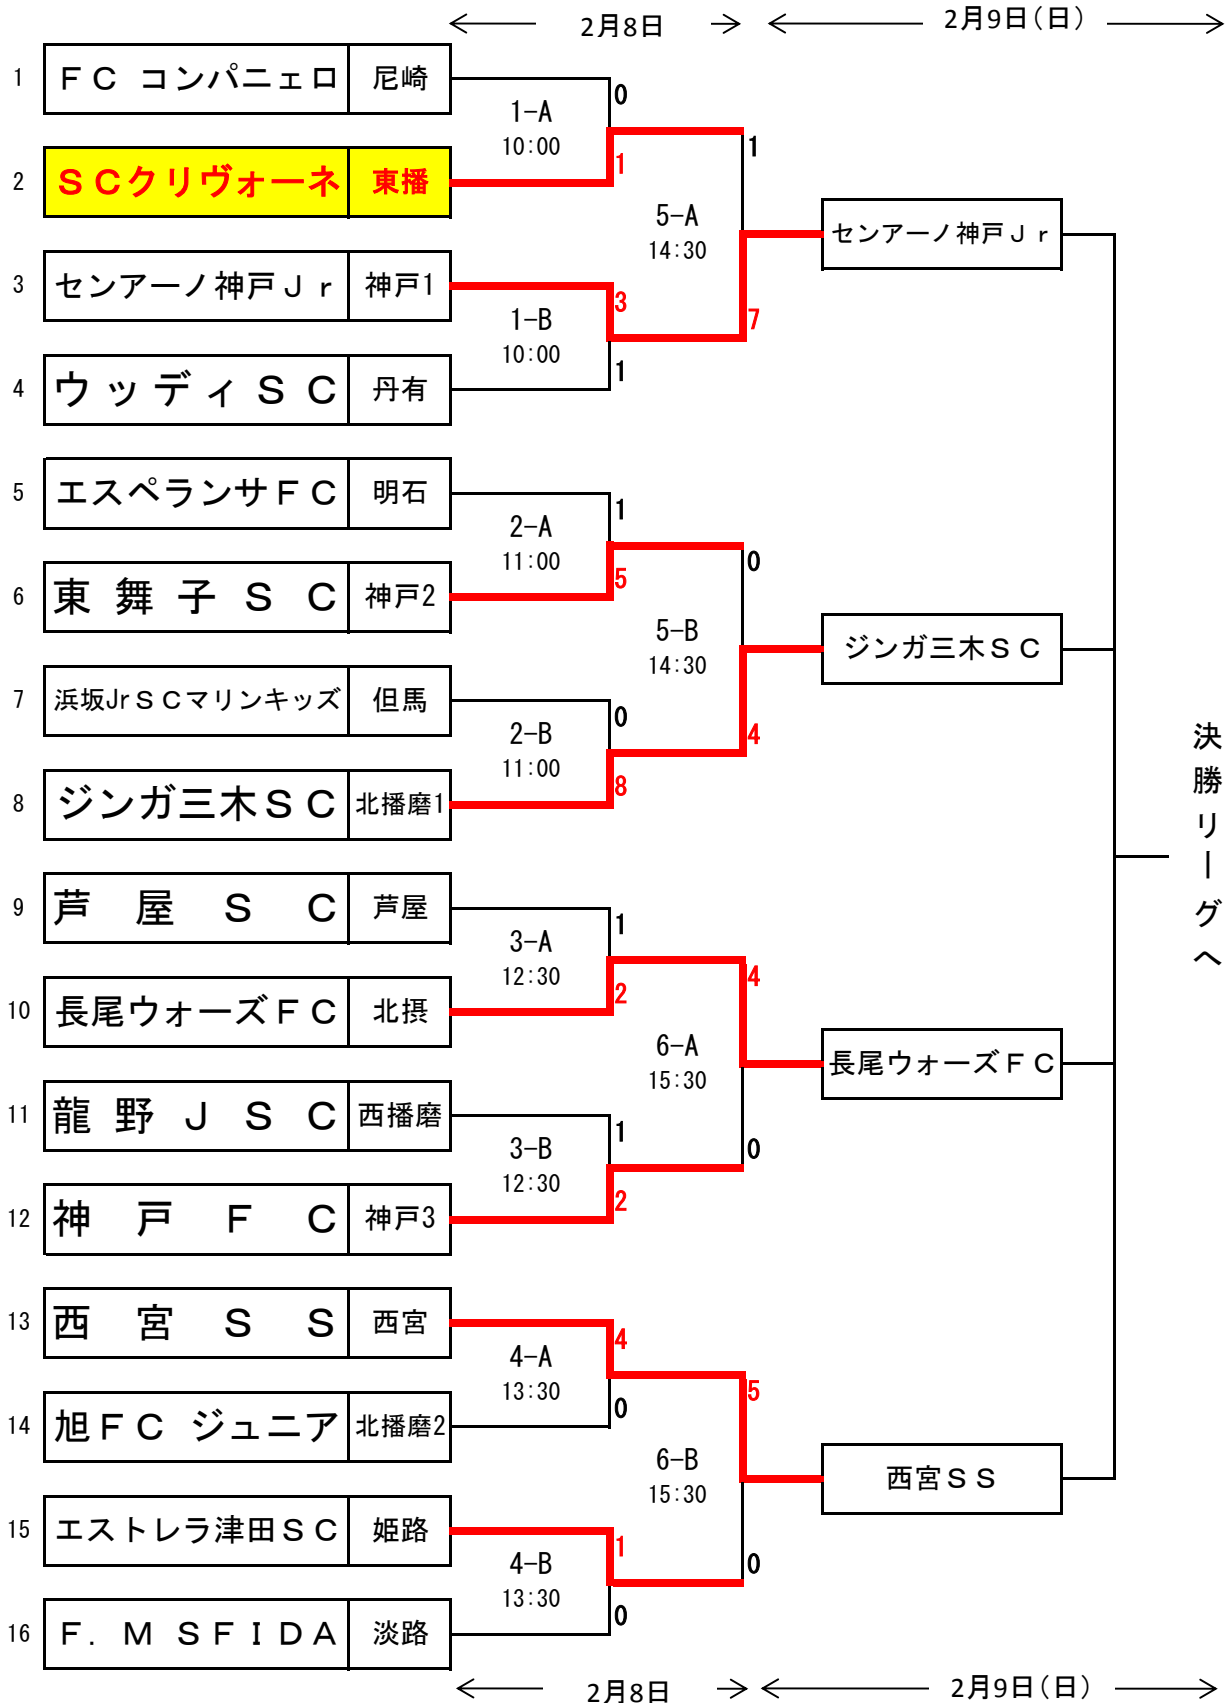 2月8日
2月9日(日)
1 ＦＣ コンパニェロ 尼崎
0
1-A
10:00
1
2 ＳＣクリヴォーネ 東播
1
5-A
14:30
センアーノ神戸Ｊｒ
3 センアーノ神戸Ｊｒ 神戸1
3
7
1-B
10:00
1
4 ウッディＳＣ 丹有
5 エスペランサＦＣ 明石
1
2-A
11:00
0
6 東舞子ＳＣ 神戸2
5
5-B
14:30
ジンガ三木ＳＣ
7 浜坂JrＳＣマリンキッズ 但馬
0
4
2-B
11:00
8
8 ジンガ三木ＳＣ 北播磨1
決勝リーグへ
9 芦屋ＳＣ 芦屋
1
3-A
12:30
4
10 長尾ウォーズＦＣ 北摂
2
6-A
15:30
長尾ウォーズＦＣ
11 龍野ＪＳＣ 西播磨
1
0
3-B
12:30
2
12 神戸ＦＣ 神戸3
13 西宮ＳＳ 西宮
4
4-A
13:30
5
0
14 旭ＦＣ ジュニア 北播磨2
6-B
15:30
西宮ＳＳ
15 エストレラ津田ＳＣ 姫路
1
0
4-B
13:30
0
16 Ｆ．Ｍ ＳＦＩＤＡ 淡路
2月8日
2月9日(日)